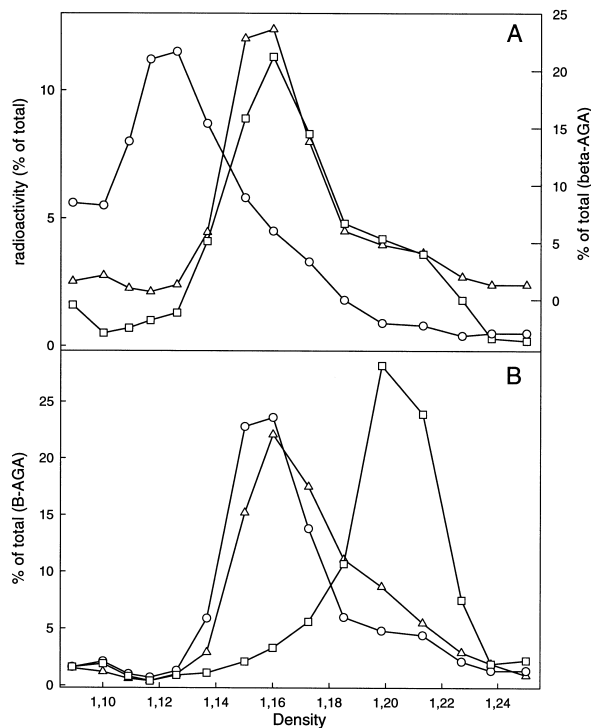 A
radioactivity (% of total)
10
5
0
25
20
15
10
5
0
% of total (beta-AGA)
B
% of total (B-AGA)
25
20
15
10
5
0
1,10 1,12 1,14 1,16 1,18 1,20 1,22 1,24
Density